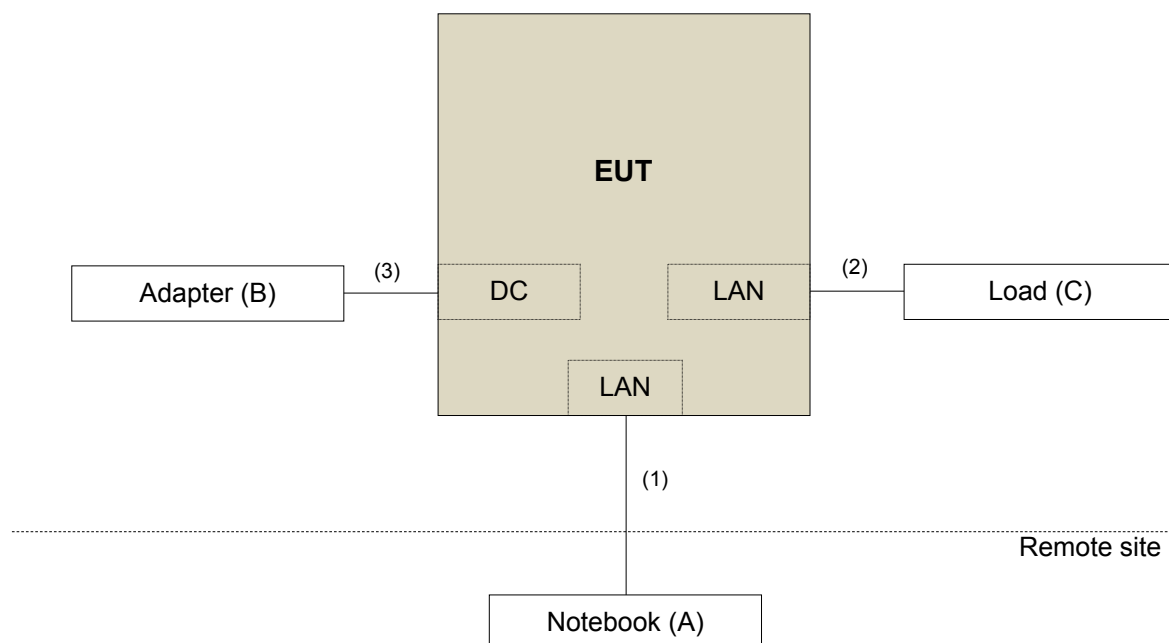 EUT
(3)
(2)
Adapter (B)
DC
LAN
Load (C)
LAN
(1)
Remote site
Notebook (A)